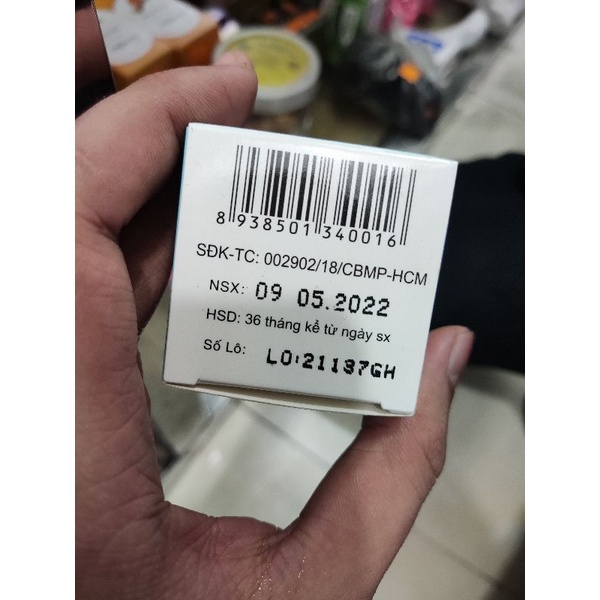 8 938501 340016
SĐK-TC: 002902/18/CBMP-HCM
NSX: 09 05.2022
HSD: 36 tháng kể từ ngày sx
Số Lô: LO:21137GH